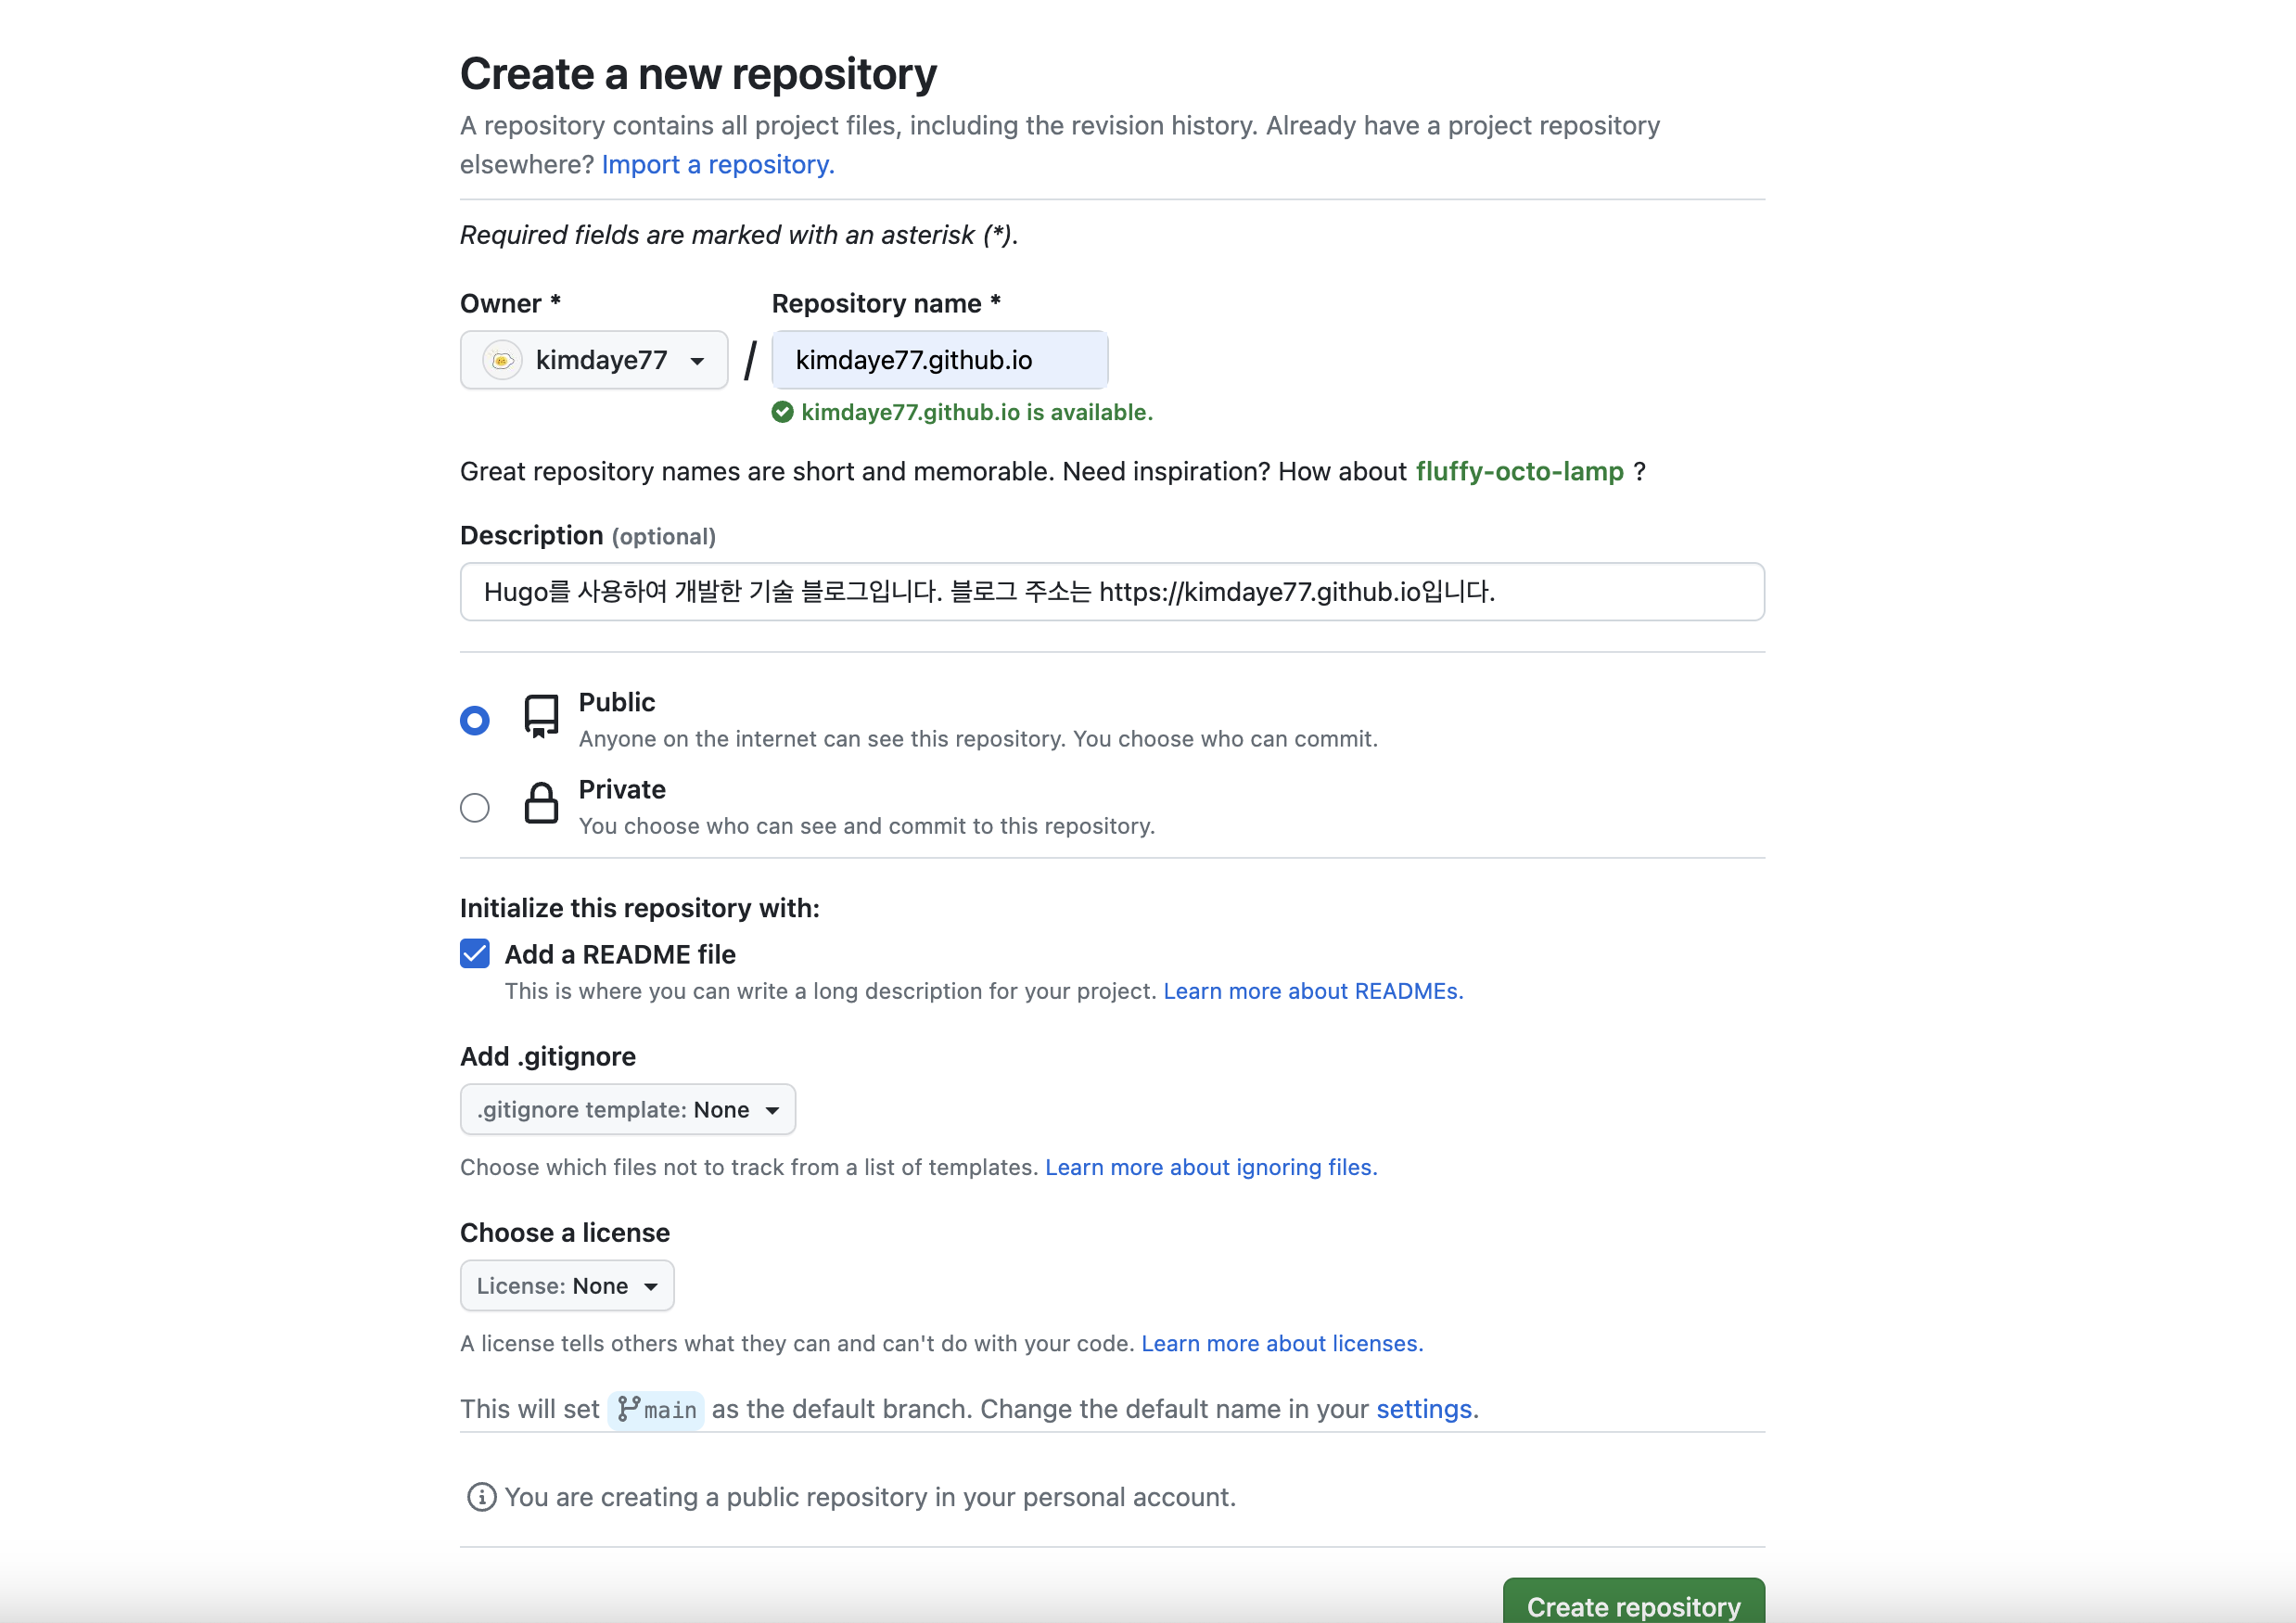 Create a new repository
A repository contains all project files, including the revision history. Already have a project repository
elsewhere? Import a repository.
Required fields are marked with an asterisk (*).
Owner * Repository name *
kimdaye77 / kimdaye77.github.io
kimdaye77.github.io is available.
Great repository names are short and memorable. Need inspiration? How about fluffy-octo-lamp ?
Description (optional)
Hugo를 사용하여 개발한 기술 블로그입니다. 블로그 주소는 https://kimdaye77.github.io입니다.
Public
Anyone on the internet can see this repository. You choose who can commit.
Private
You choose who can see and commit to this repository.
Initialize this repository with:
Add a README file
This is where you can write a long description for your project. Learn more about READMEs.
Add .gitignore
.gitignore template: None
Choose which files not to track from a list of templates. Learn more about ignoring files.
Choose a license
License: None
A license tells others what they can and can't do with your code. Learn more about licenses.
This will set main as the default branch. Change the default name in your settings.
You are creating a public repository in your personal account.
Create repository